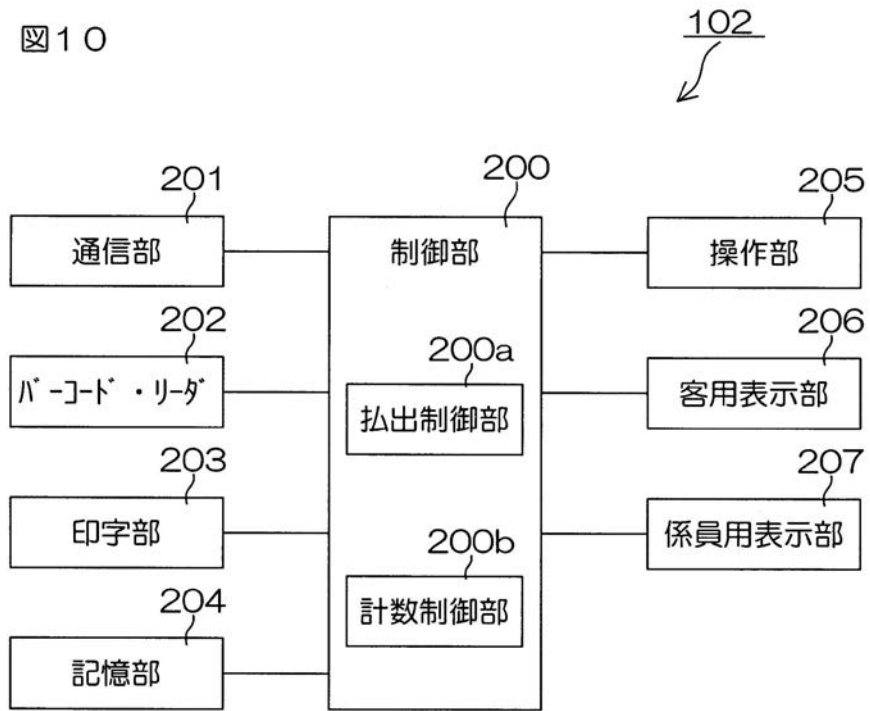 図１０
102
201
通信部
202
ﾊﾞｰｺｰﾄﾞ・ﾘｰﾀﾞ
203
印字部
204
記憶部
200
制御部
200a
払出制御部
200b
計数制御部
205
操作部
206
客用表示部
207
係員用表示部